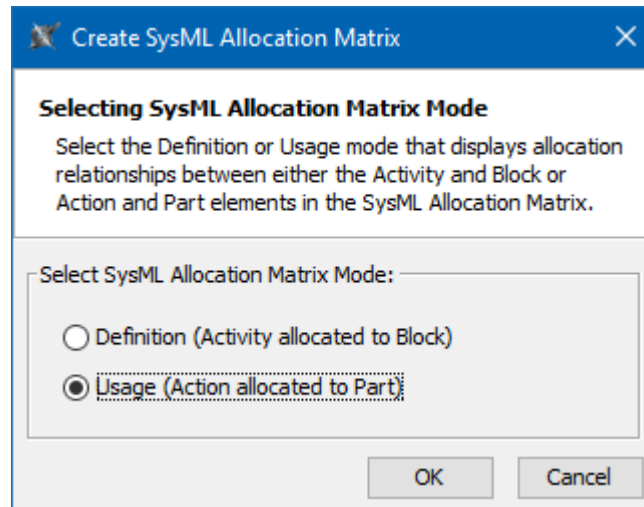 Create SysML Allocation Matrix
Selecting SysML Allocation Matrix Mode
Select the Definition or Usage mode that displays allocation
relationships between either the Activity and Block or
Action and Part elements in the SysML Allocation Matrix.
Select SysML Allocation Matrix Mode:
Definition (Activity allocated to Block)
Usage (Action allocated to Part)
OK Cancel